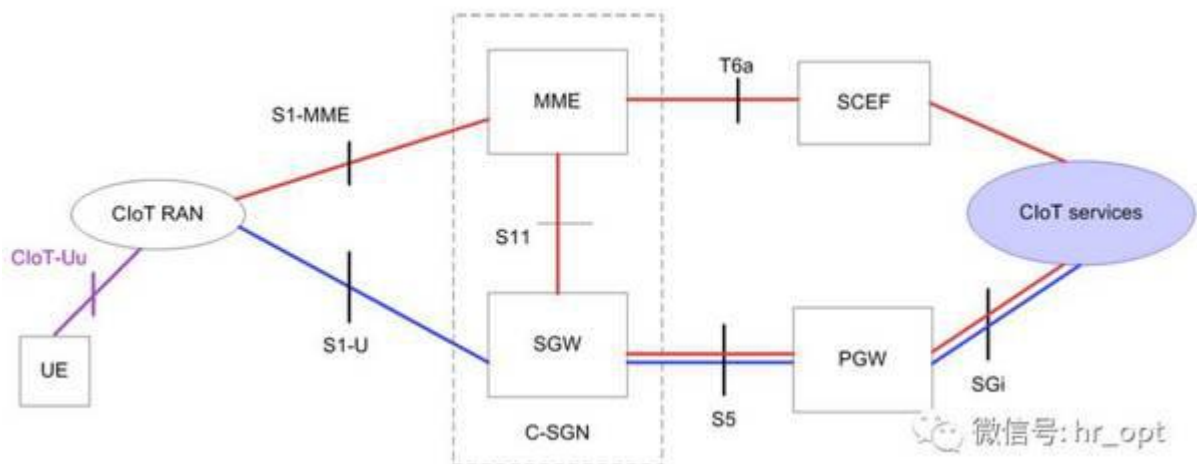 T6a
MME
SCEF
S1-MME
CIoT RAN
CIoT services
S11
CIoT-Uu
S1-U
SGW
PGW
UE
SGi
S5
C-SGN
微信号: hr_opt